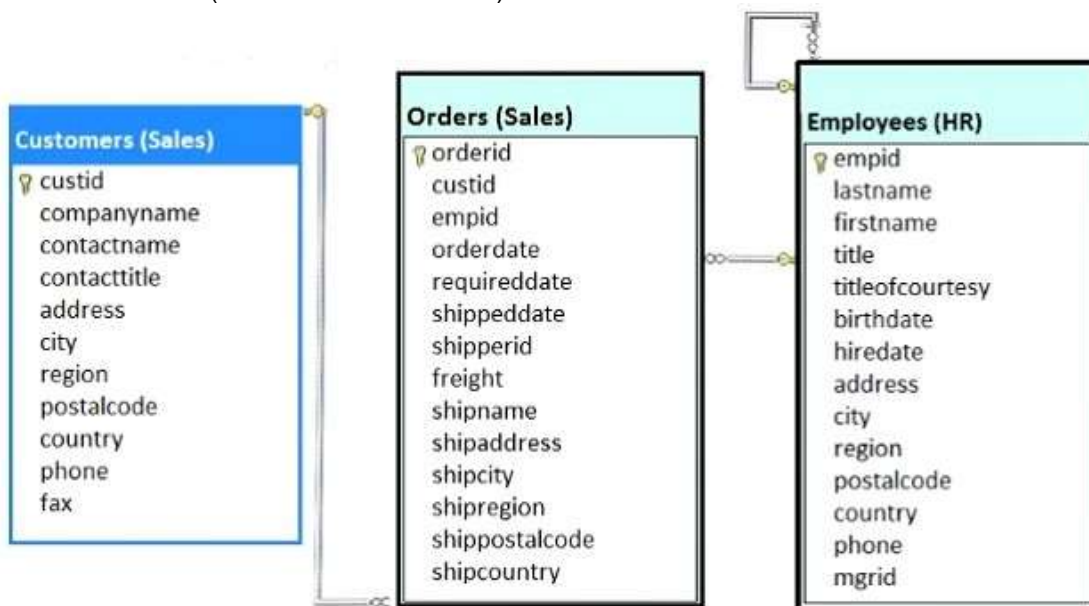 Customers (Sales)
custid
companyname
contactname
contacttitle
address
city
region
postalcode
country
phone
fax
Orders (Sales)
orderid
custid
empid
orderdate
requireddate
shippeddate
shipperid
freight
shipname
shipaddress
shipcity
shipregion
shippostalcode
shipcountry
Employees (HR)
empid
lastname
firstname
title
titleofcourtesy
birthdate
hiredate
address
city
region
postalcode
country
phone
mgrid